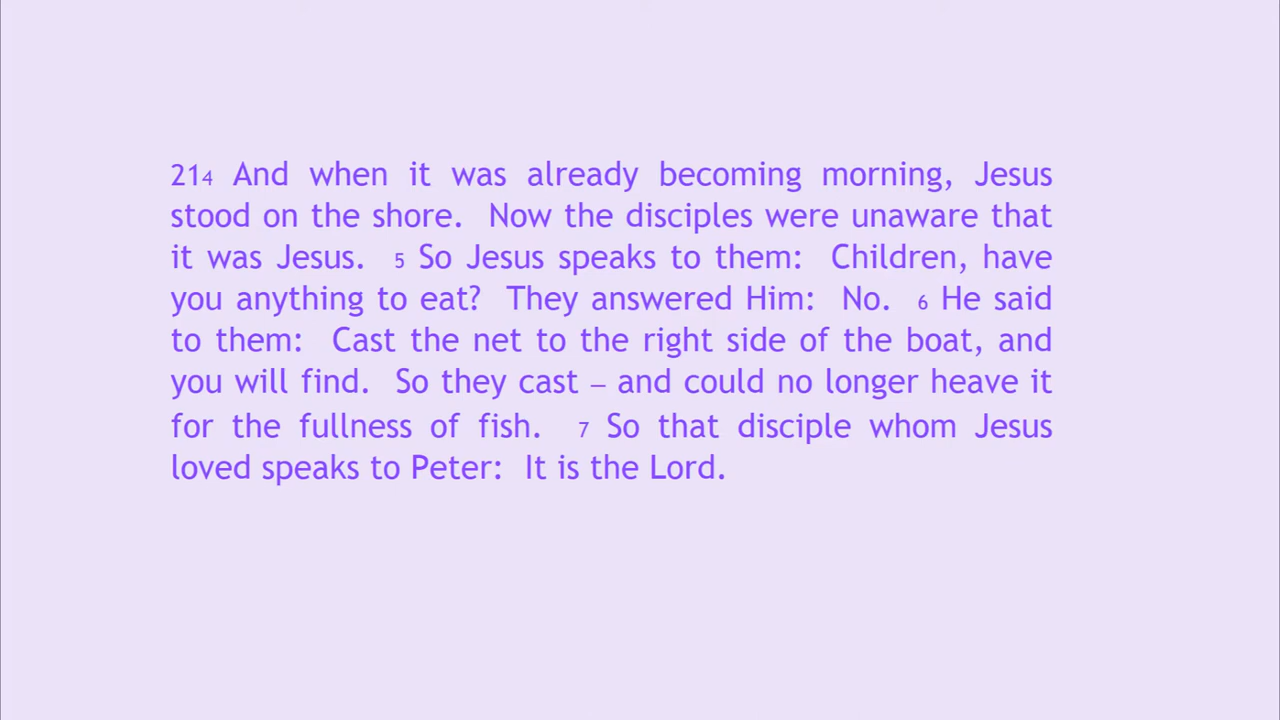 214 And when it was already becoming morning, Jesus
stood on the shore. Now the disciples were unaware that
it was Jesus. 5 So Jesus speaks to them: Children, have
you anything to eat? They answered Him: No. 6 He said
to them: Cast the net to the right side of the boat, and
you will find. So they cast – and could no longer heave it
for the fullness of fish. 7 So that disciple whom Jesus
loved speaks to Peter: It is the Lord.